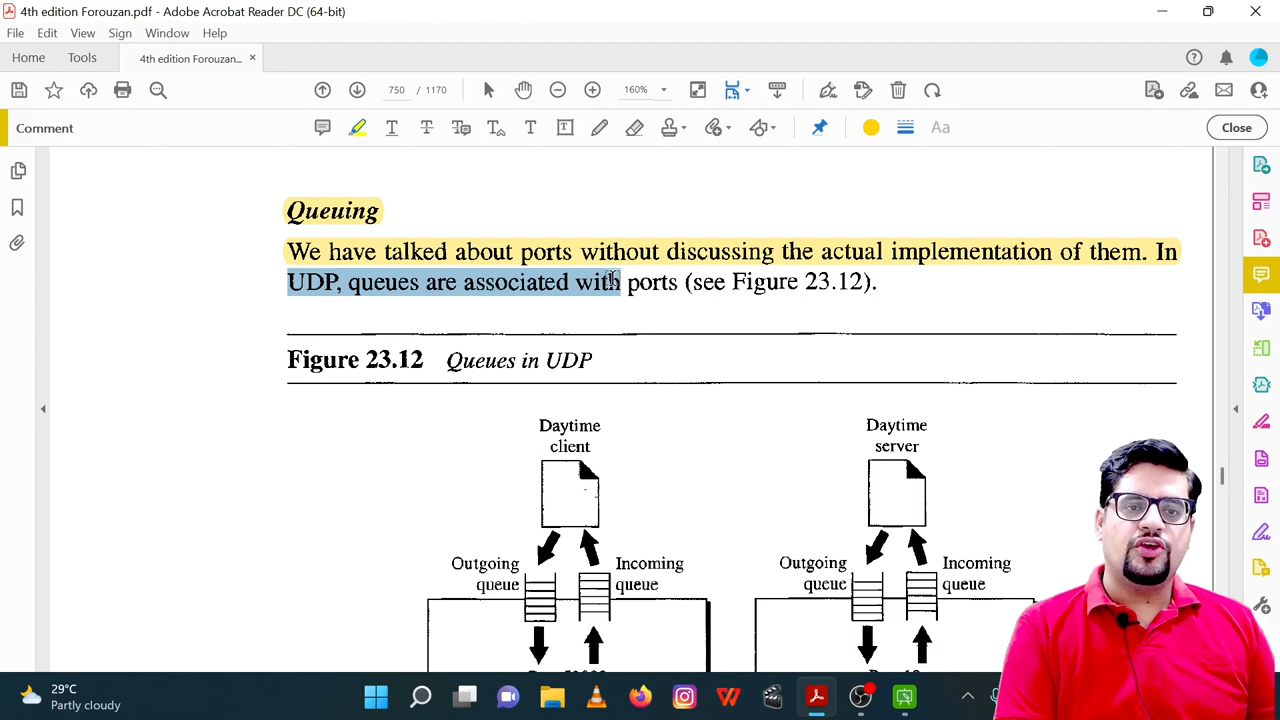 4th edition Forouzan.pdf - Adobe Acrobat Reader DC (64-bit)
File Edit View Sign Window Help
Home Tools 4th edition Forouzan... ×
750 / 1170 160%
Comment Aa Close
Queuing
We have talked about ports without discussing the actual implementation of them. In
UDP, queues are associated with ports (see Figure 23.12).
Figure 23.12 Queues in UDP
Daytime
client
Daytime
server
Outgoing
queue
Incoming
queue
Outgoing
queue
Incoming
queue
29°C
Partly cloudy